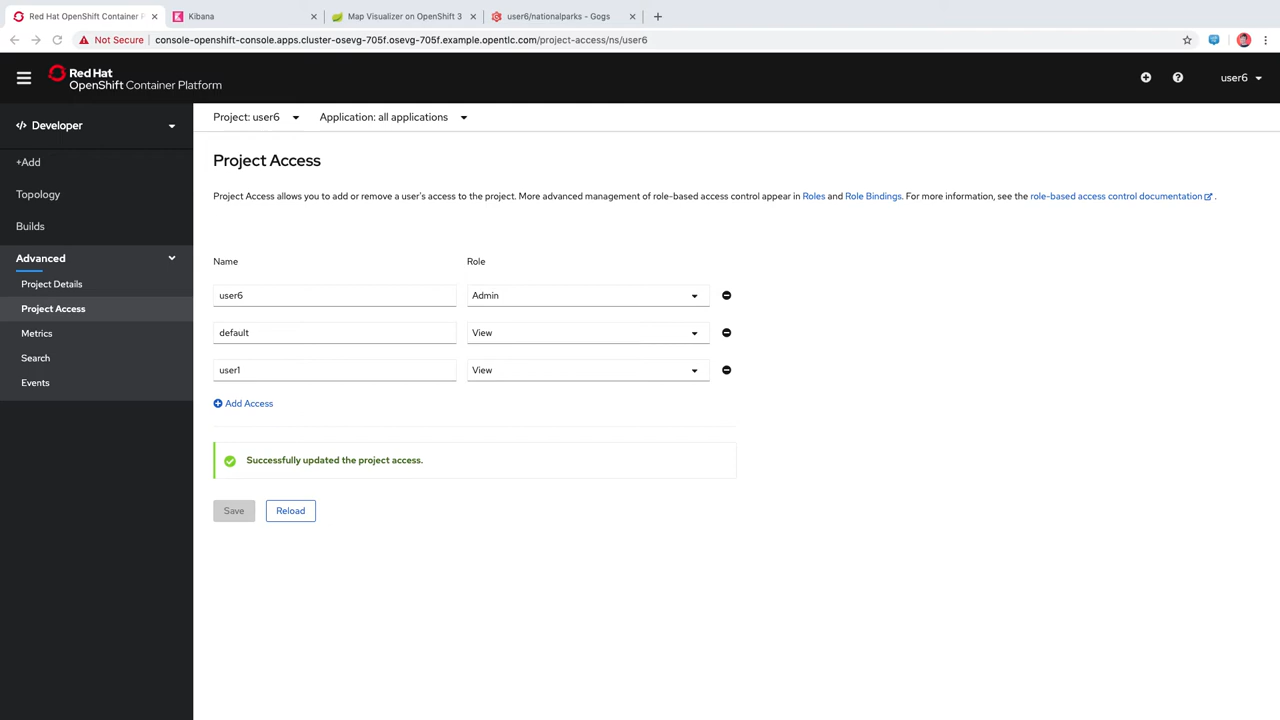 Red Hat OpenShift Container P
Kibana
Map Visualizer on OpenShift 3
user6/nationalparks - Gogs
Not Secure
console-openshift-console.apps.cluster-osevg-705f.osevg-705f.example.opentlc.com/project-access/ns/user6
Red Hat
OpenShift Container Platform
user6
Developer
+Add
Topology
Builds
Advanced
Project Details
Project Access
Metrics
Search
Events
Project: user6
Application: all applications
Project Access
Project Access allows you to add or remove a user's access to the project. More advanced management of role-based access control appear in Roles and Role Bindings. For more information, see the role-based access control documentation .
Name
Role
user6
Admin
default
View
user1
View
Add Access
Successfully updated the project access.
Save
Reload